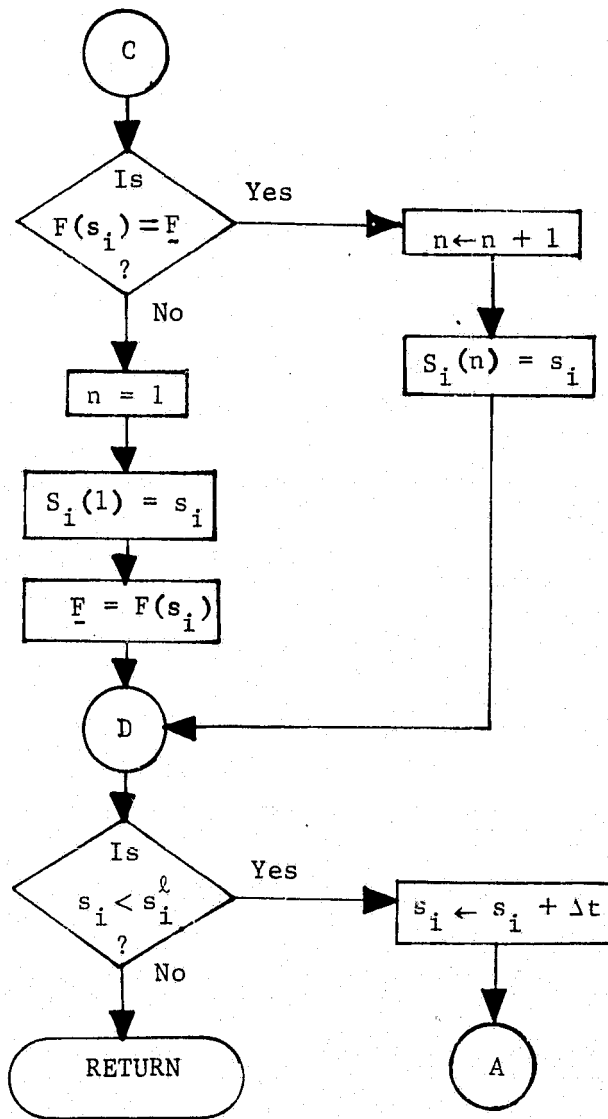 C
Is
F(s_i) = F̲
?
Yes
No
n ← n + 1
S_i(n) = s_i
n = 1
S_i(1) = s_i
F̲ = F(s_i)
D
Is
s_i < s_i^ℓ
?
Yes
No
s_i ← s_i + Δt
RETURN
A